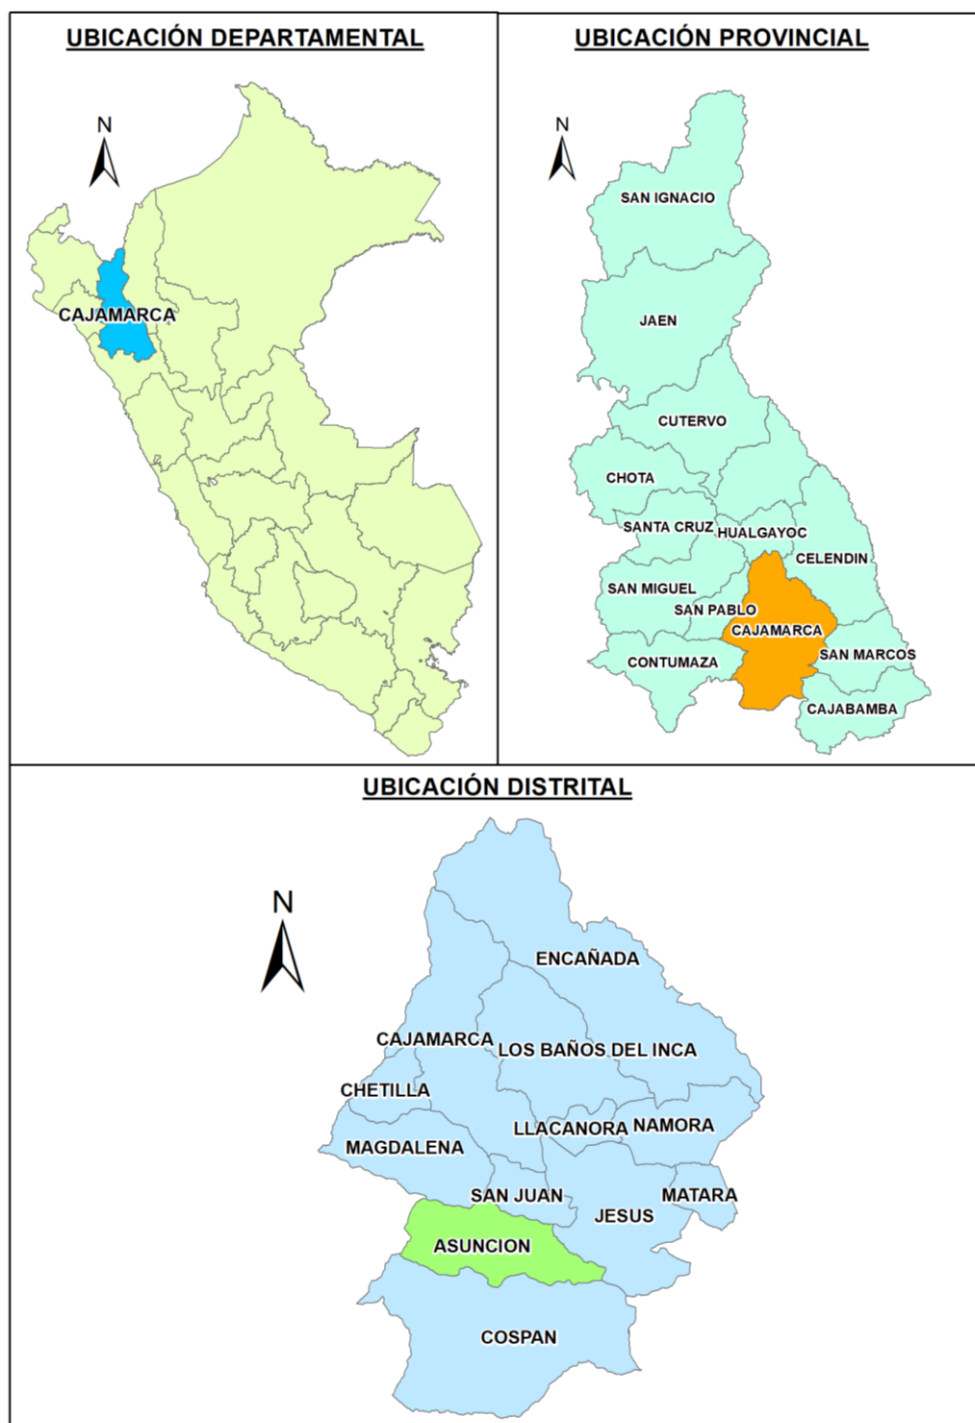 UBICACIÓN DEPARTAMENTAL
N
CAJAMARCA
UBICACIÓN PROVINCIAL
N
SAN IGNACIO
JAEN
CUTERVO
CHOTA
SANTA CRUZ
HUALGAYOC
CELENDIN
SAN MIGUEL
SAN PABLO
CAJAMARCA
CONTUMAZA
SAN MARCOS
CAJABAMBA
UBICACIÓN DISTRITAL
N
ENCAÑADA
CAJAMARCA
LOS BAÑOS DEL INCA
CHETILLA
LLACANORA
NAMORA
MAGDALENA
SAN JUAN
MATARA
JESUS
ASUNCION
COSPAN